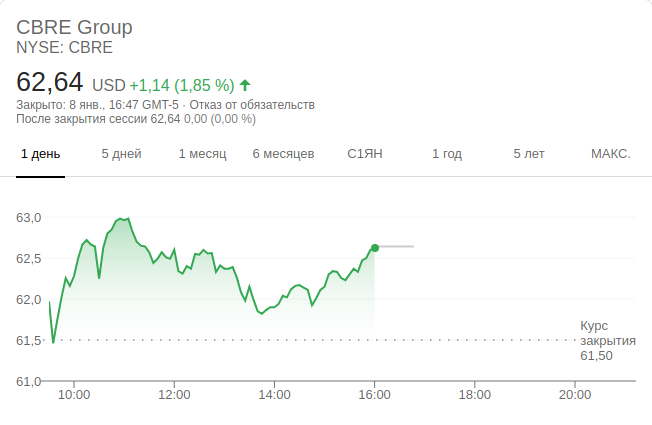 CBRE Group
NYSE: CBRE
62,64 USD +1,14 (1,85 %)
Закрыто: 8 янв., 16:47 GMT-5 · Отказ от обязательств
После закрытия сессии 62,64 0,00 (0,00 %)
1 день 5 дней 1 месяц 6 месяцев С1ЯН 1 год 5 лет МАКС.
63,0
62,5
62,0
61,5
61,0
Курс
закрытия
61,50
10:00 12:00 14:00 16:00 18:00 20:00